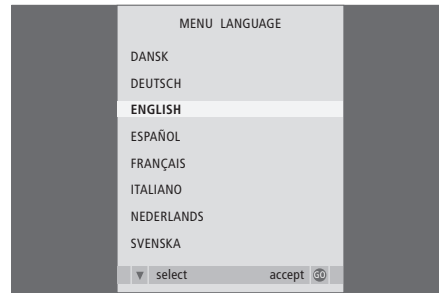 MENU LANGUAGE
DANSK
DEUTSCH
ENGLISH
ESPAÑOL
FRANÇAIS
ITALIANO
NEDERLANDS
SVENSKA
select accept GO